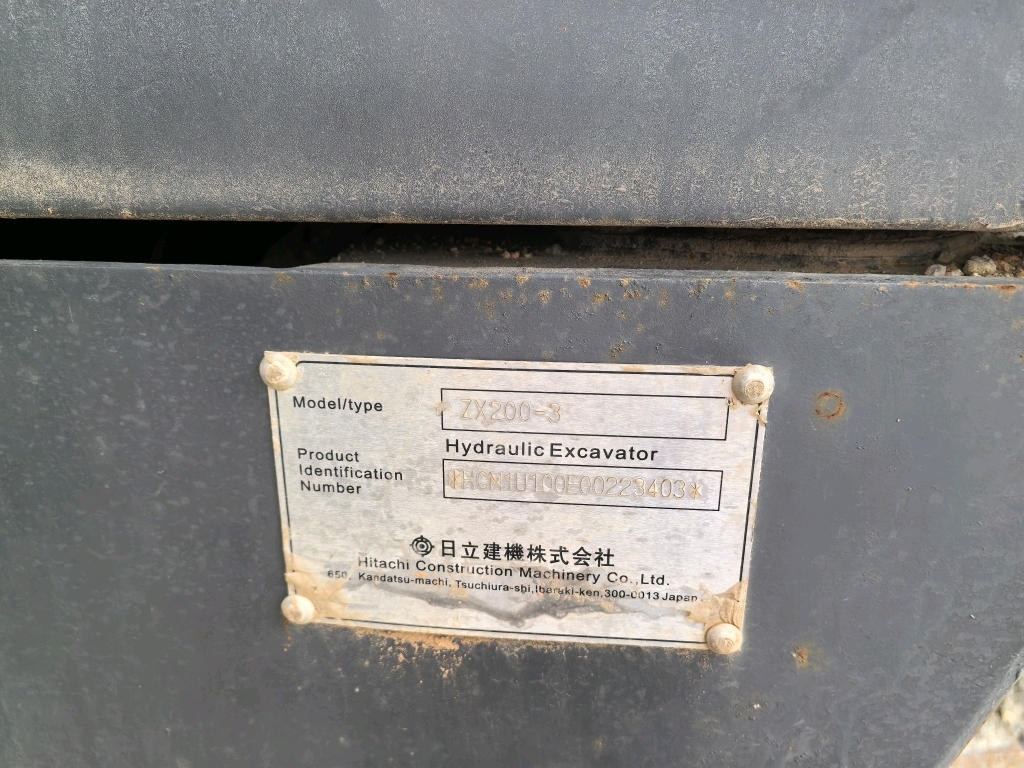 Model/type
ZX200-3
Hydraulic Excavator
Product
Identification
Number
*HCM1U100E00223403*
日立建機株式会社
Hitachi Construction Machinery Co.,Ltd.
650, Kandatsu-machi, Tsuchiura-shi,Ibaraki-ken,300-0013 Japan.